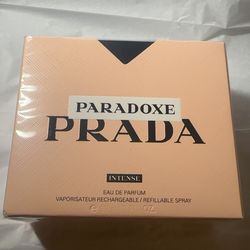 PARADOXE
PRADA
INTENSE
EAU DE PARFUM
VAPORISATEUR RECHARGEABLE / REFILLABLE SPRAY